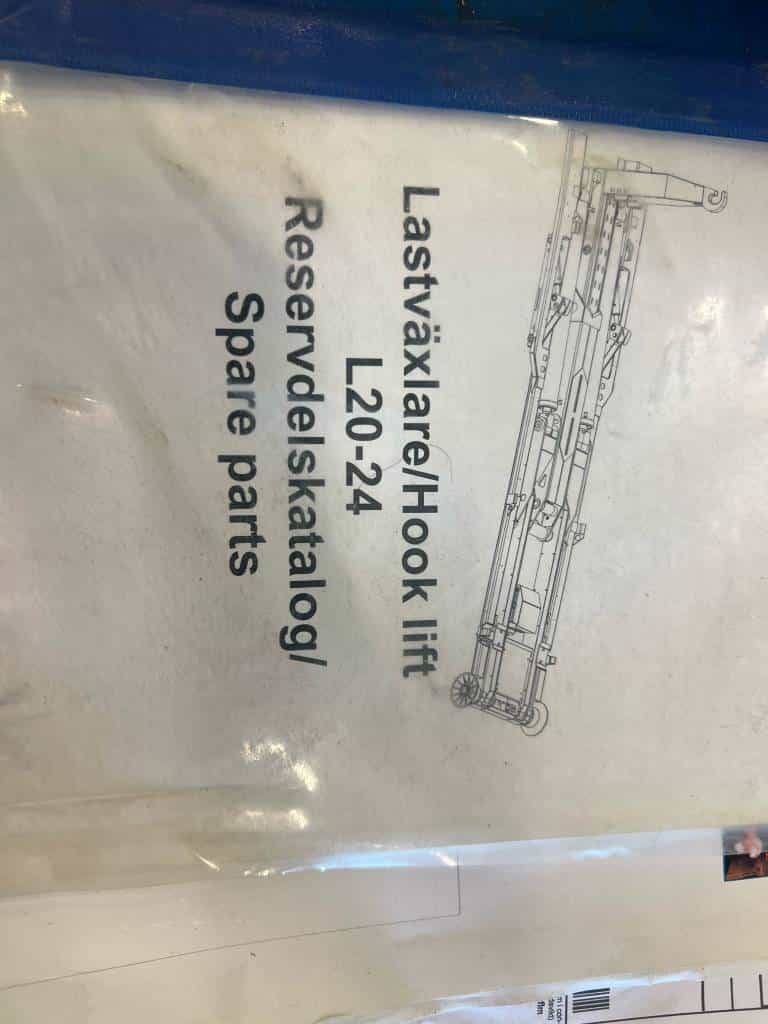 Lastväxlare/Hook lift
L20-24
Reservdelskatalog/
Spare parts